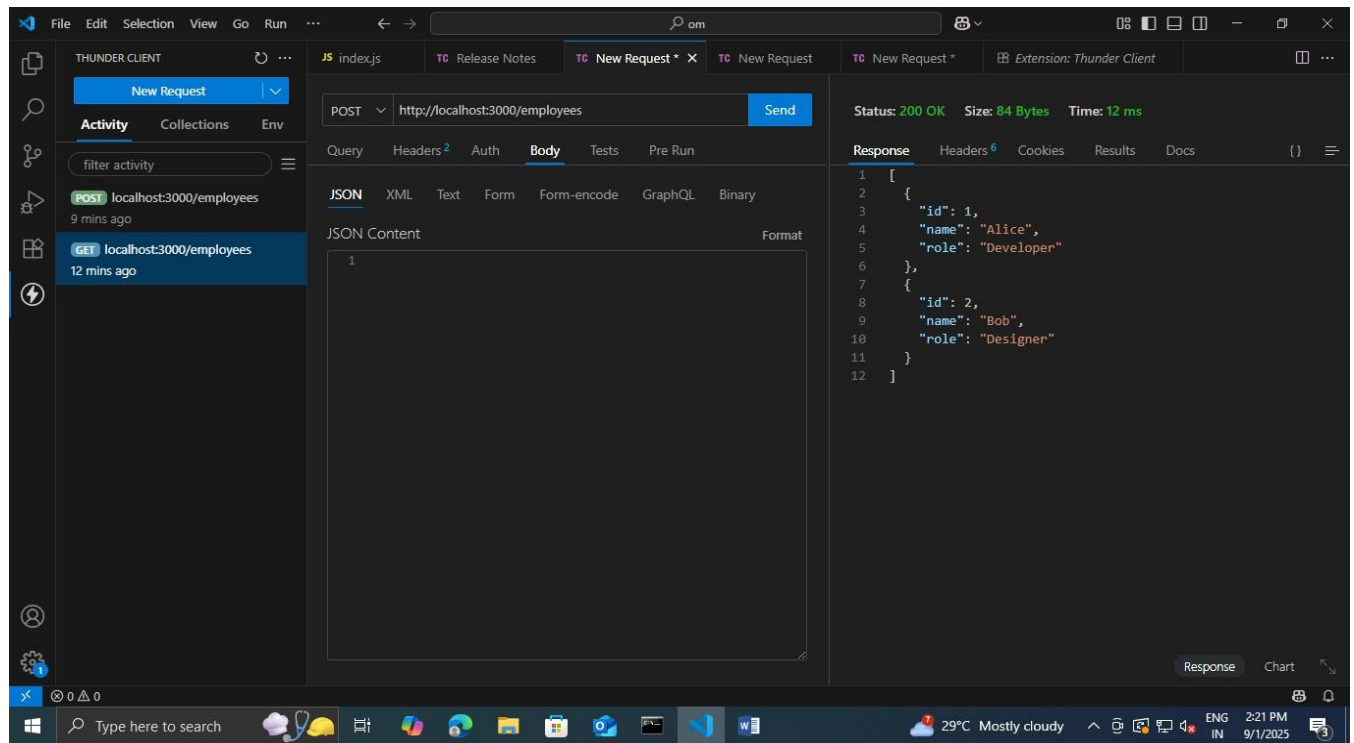 File Edit Selection View Go Run ···
om
THUNDER CLIENT
New Request
Activity Collections Env
filter activity
POST localhost:3000/employees
9 mins ago
GET localhost:3000/employees
12 mins ago
JS index.js
TC Release Notes
TC New Request *
TC New Request
TC New Request *
Extension: Thunder Client
POST http://localhost:3000/employees Send
Query Headers 2 Auth Body Tests Pre Run
JSON XML Text Form Form-encode GraphQL Binary
JSON Content Format
1
Status: 200 OK Size: 84 Bytes Time: 12 ms
Response Headers 6 Cookies Results Docs {}
1 [
2 {
3 "id": 1,
4 "name": "Alice",
5 "role": "Developer"
6 },
7 {
8 "id": 2,
9 "name": "Bob",
10 "role": "Designer"
11 }
12 ]
Response Chart
1
0 0
Type here to search
7
29°C Mostly cloudy
ENG
IN
2:21 PM
9/1/2025
3